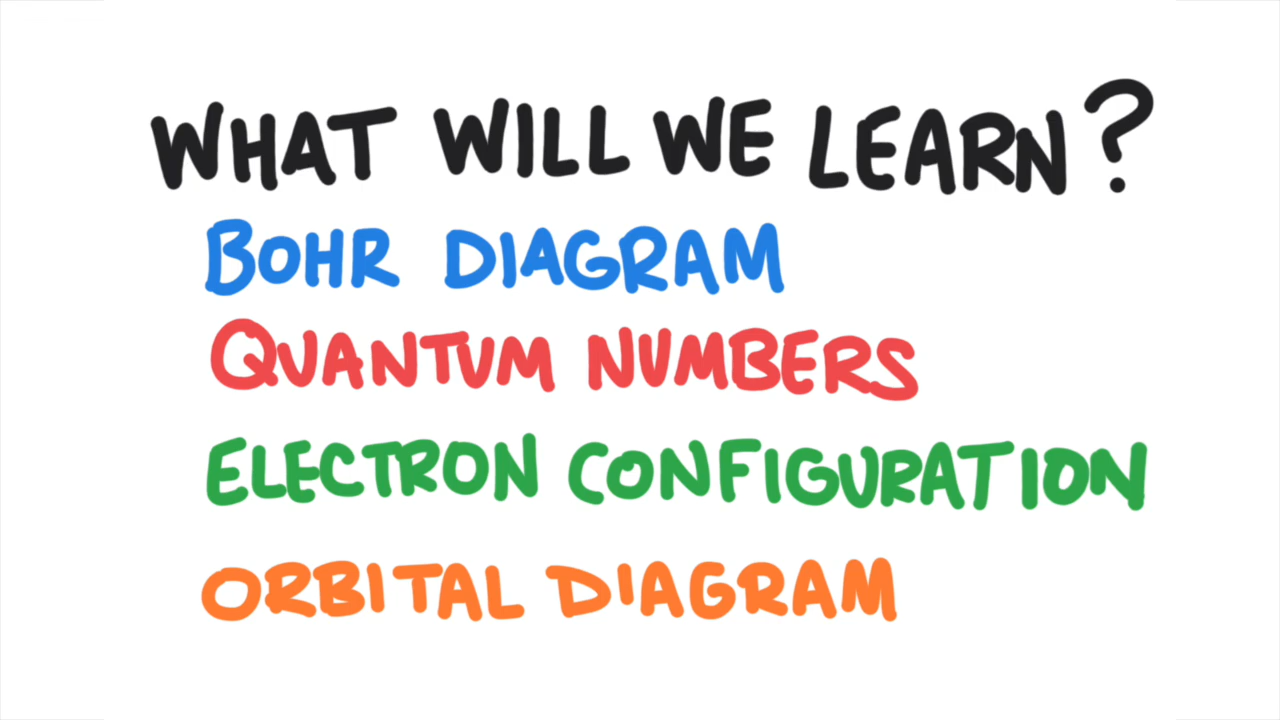 WHAT WILL WE LEARN?
BOHR DIAGRAM
QUANTUM NUMBERS
ELECTRON CONFIGURATION
ORBITAL DIAGRAM